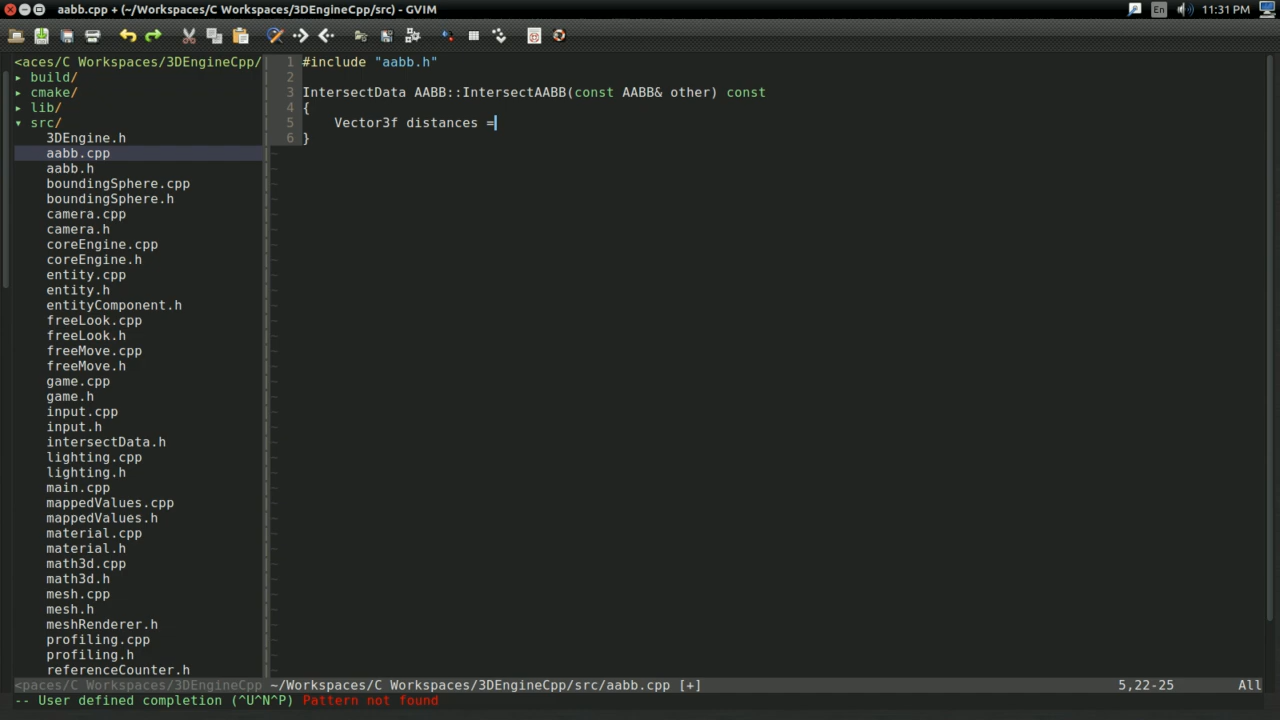 aabb.cpp + (~/Workspaces/C Workspaces/3DEngineCpp/src) - GVIM
En
11:31 PM
<aces/C Workspaces/3DEngineCpp/
▸ build/
▸ cmake/
▸ lib/
▾ src/
3DEngine.h
aabb.cpp
aabb.h
boundingSphere.cpp
boundingSphere.h
camera.cpp
camera.h
coreEngine.cpp
coreEngine.h
entity.cpp
entity.h
entityComponent.h
freeLook.cpp
freeLook.h
freeMove.cpp
freeMove.h
game.cpp
game.h
input.cpp
input.h
intersectData.h
lighting.cpp
lighting.h
main.cpp
mappedValues.cpp
mappedValues.h
material.cpp
material.h
math3d.cpp
math3d.h
mesh.cpp
mesh.h
meshRenderer.h
profiling.cpp
profiling.h
referenceCounter.h
1 #include "aabb.h"
2
3 IntersectData AABB::IntersectAABB(const AABB& other) const
4 {
5     Vector3f distances =
6 }
<paces/C Workspaces/3DEngineCpp ~/Workspaces/C Workspaces/3DEngineCpp/src/aabb.cpp [+] 5,22-25 All
-- User defined completion (^U^N^P) Pattern not found